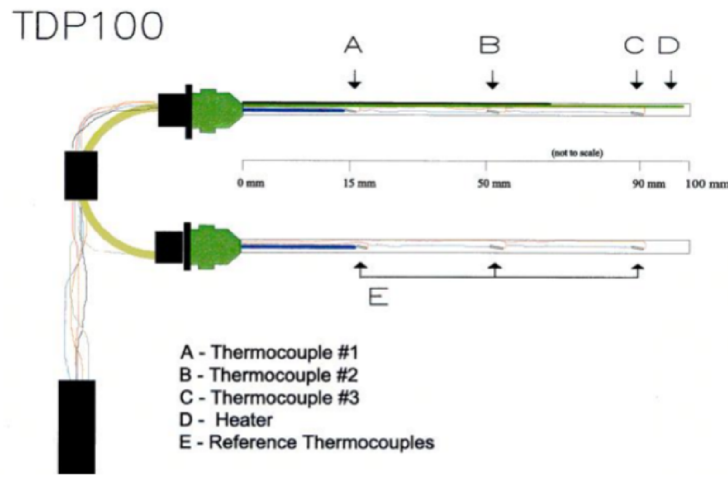 TDP100
A B C D
(not to scale)
0 mm 15 mm 50 mm 90 mm 100 mm
E
A - Thermocouple #1
B - Thermocouple #2
C - Thermocouple #3
D - Heater
E - Reference Thermocouples